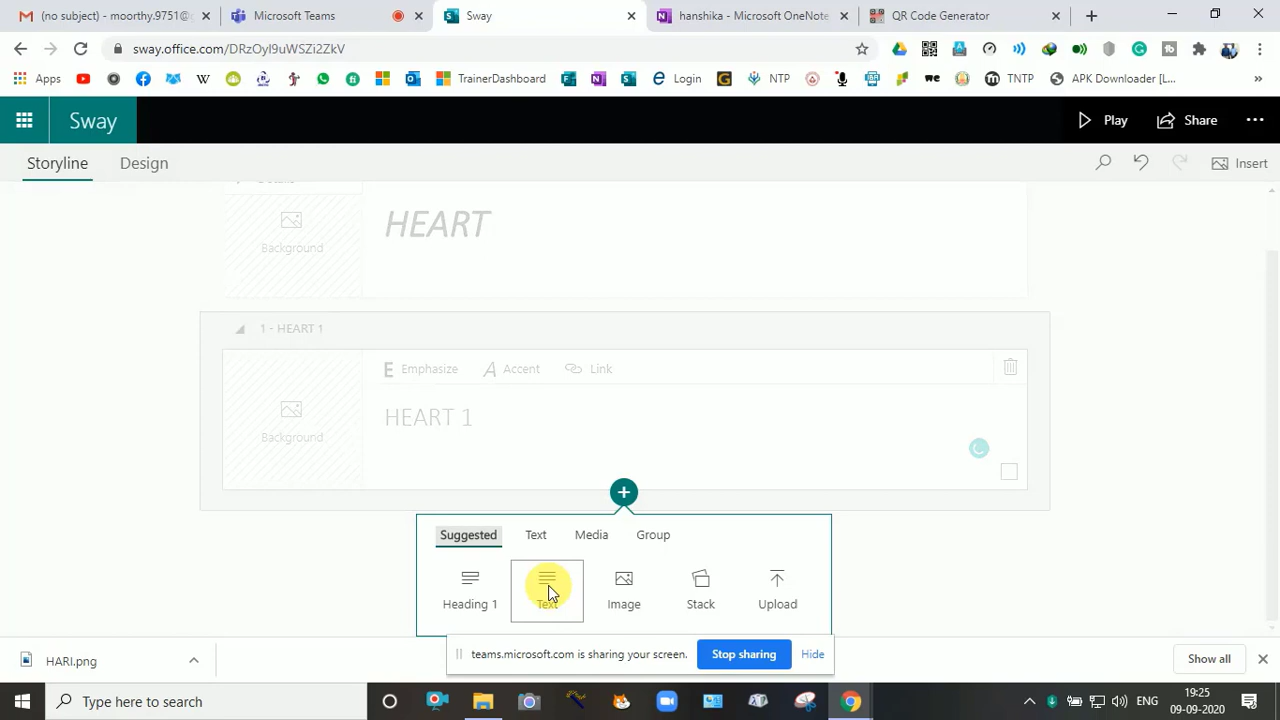 (no subject) - moorthy.9751@
Microsoft Teams
Sway
hanshika - Microsoft OneNote
QR Code Generator
sway.office.com/DRzOyI9uWSZi2ZkV
Apps
TrainerDashboard
Login
NTP
TNTP
APK Downloader [L...
Sway
Play
Share
Storyline
Design
Insert
Background
HEART
1 - HEART 1
Emphasize
Accent
Link
Background
HEART 1
Suggested
Text
Media
Group
Heading 1
Text
Image
Stack
Upload
HARI.png
teams.microsoft.com is sharing your screen.
Stop sharing
Hide
Show all
Type here to search
ENG
19:25
09-09-2020